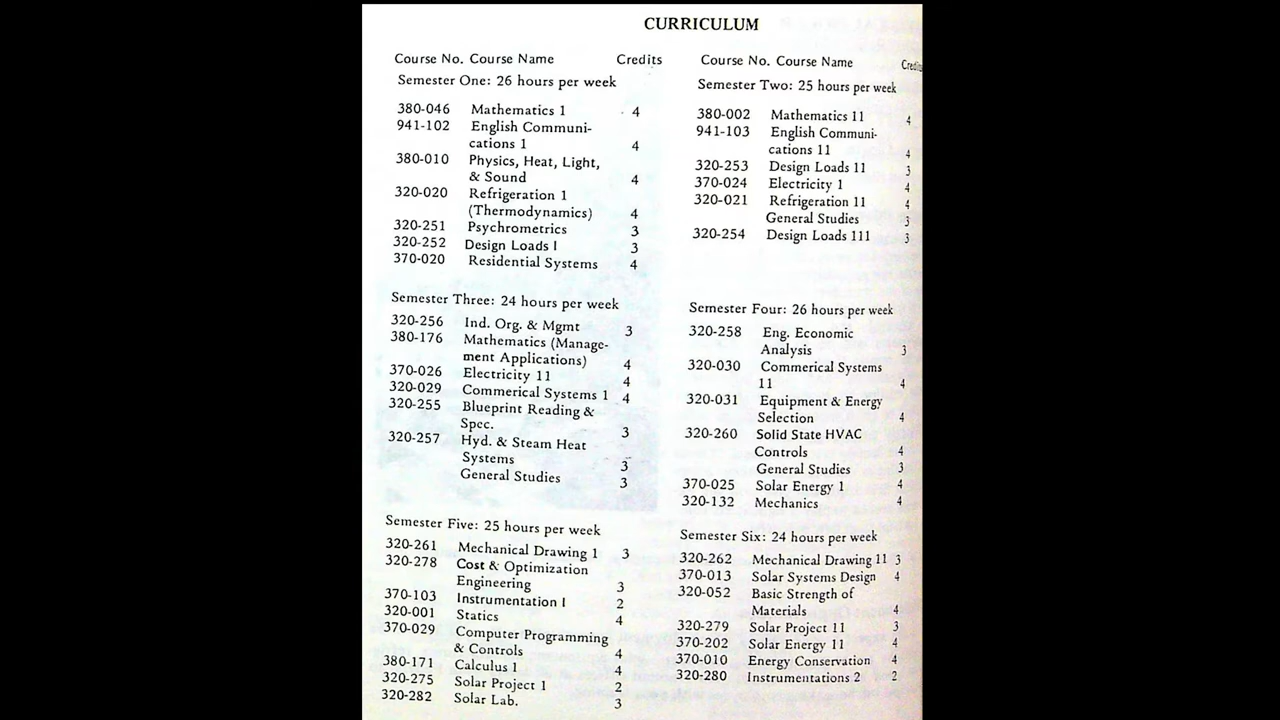 CURRICULUM
Course No. Course Name Credits
Semester One: 26 hours per week
380-046 Mathematics 1 4
941-102 English Communi-
cations 1 4
380-010 Physics, Heat, Light,
& Sound 4
320-020 Refrigeration 1
(Thermodynamics) 4
320-251 Psychrometrics 3
320-252 Design Loads I 3
370-020 Residential Systems 4
Semester Three: 24 hours per week
320-256 Ind. Org. & Mgmt 3
380-176 Mathematics (Manage-
ment Applications) 4
370-026 Electricity 11 4
320-029 Commerical Systems 1 4
320-255 Blueprint Reading &
Spec. 3
320-257 Hyd. & Steam Heat
Systems 3
General Studies 3
Semester Five: 25 hours per week
320-261 Mechanical Drawing 1 3
320-278 Cost & Optimization
Engineering 3
370-103 Instrumentation I 2
320-001 Statics 4
370-029 Computer Programming
& Controls 4
380-171 Calculus 1 4
320-275 Solar Project 1 2
320-282 Solar Lab. 3
Course No. Course Name
Semester Two: 25 hours per week
380-002 Mathematics 11 4
941-103 English Communi-
cations 11 4
320-253 Design Loads 11 3
370-024 Electricity 1 4
320-021 Refrigeration 11 4
General Studies 3
320-254 Design Loads 111 3
Semester Four: 26 hours per week
320-258 Eng. Economic
Analysis 3
320-030 Commerical Systems
11 4
320-031 Equipment & Energy
Selection 4
320-260 Solid State HVAC
Controls 4
General Studies 3
370-025 Solar Energy 1 4
320-132 Mechanics 4
Semester Six: 24 hours per week
320-262 Mechanical Drawing 11 3
370-013 Solar Systems Design 4
320-052 Basic Strength of
Materials 4
320-279 Solar Project 11 3
370-202 Solar Energy 11 4
370-010 Energy Conservation 4
320-280 Instrumentations 2 2